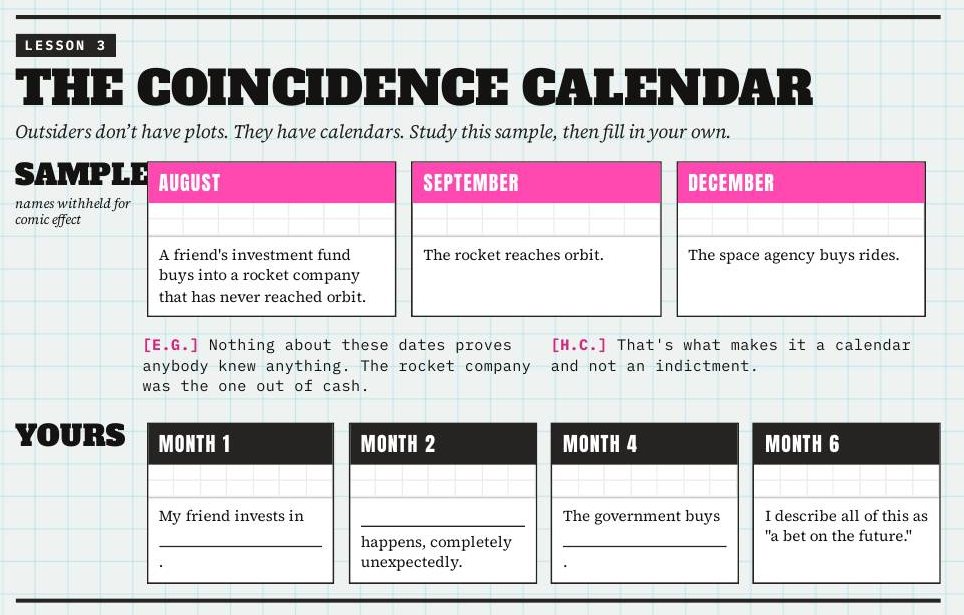 LESSON 3
THE COINCIDENCE CALENDAR
Outsiders don’t have plots. They have calendars. Study this sample, then fill in your own.
SAMPLE
names withheld for
comic effect
AUGUST
A friend's investment fund
buys into a rocket company
that has never reached orbit.
SEPTEMBER
The rocket reaches orbit.
DECEMBER
The space agency buys rides.
[E.G.] Nothing about these dates proves
anybody knew anything. The rocket company
was the one out of cash.
[H.C.] That's what makes it a calendar
and not an indictment.
YOURS
MONTH 1
My friend invests in
____________________
.
MONTH 2
____________________
happens, completely
unexpectedly.
MONTH 4
The government buys
____________________
.
MONTH 6
I describe all of this as
"a bet on the future."